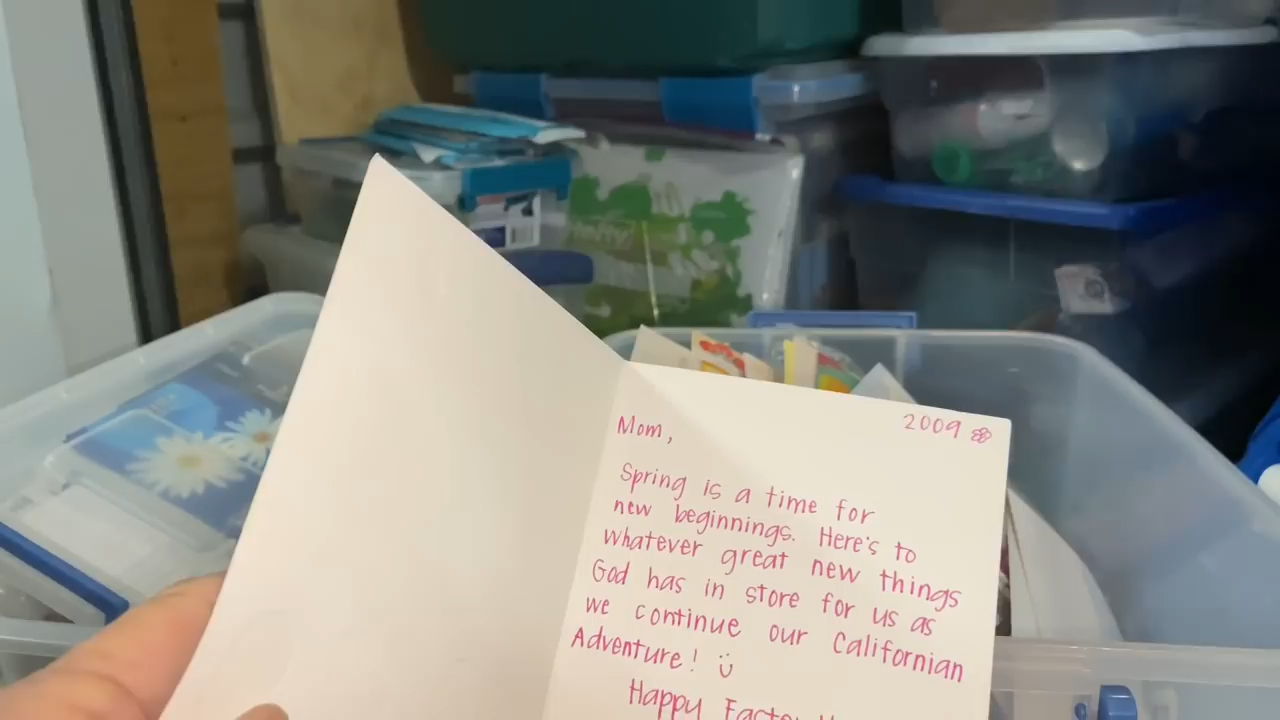 2009
Mom,
Spring is a time for
new beginnings. Here's to
whatever great new things
God has in store for us as
we continue our Californian
Adventure! ☺
Happy